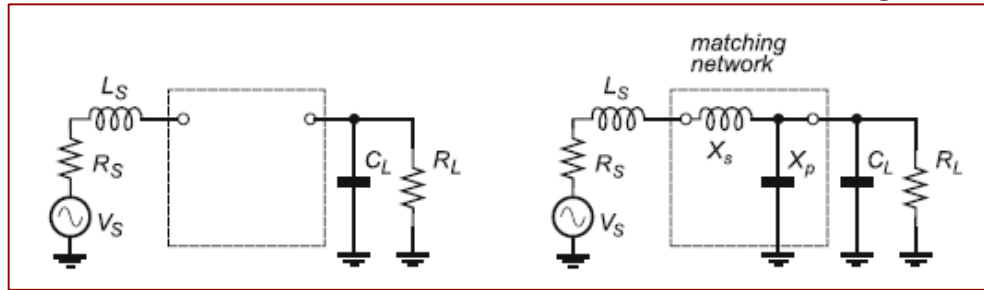 L_S
R_S
V_S
C_L
R_L
matching
network
L_S
X_s
X_p
R_S
V_S
C_L
R_L